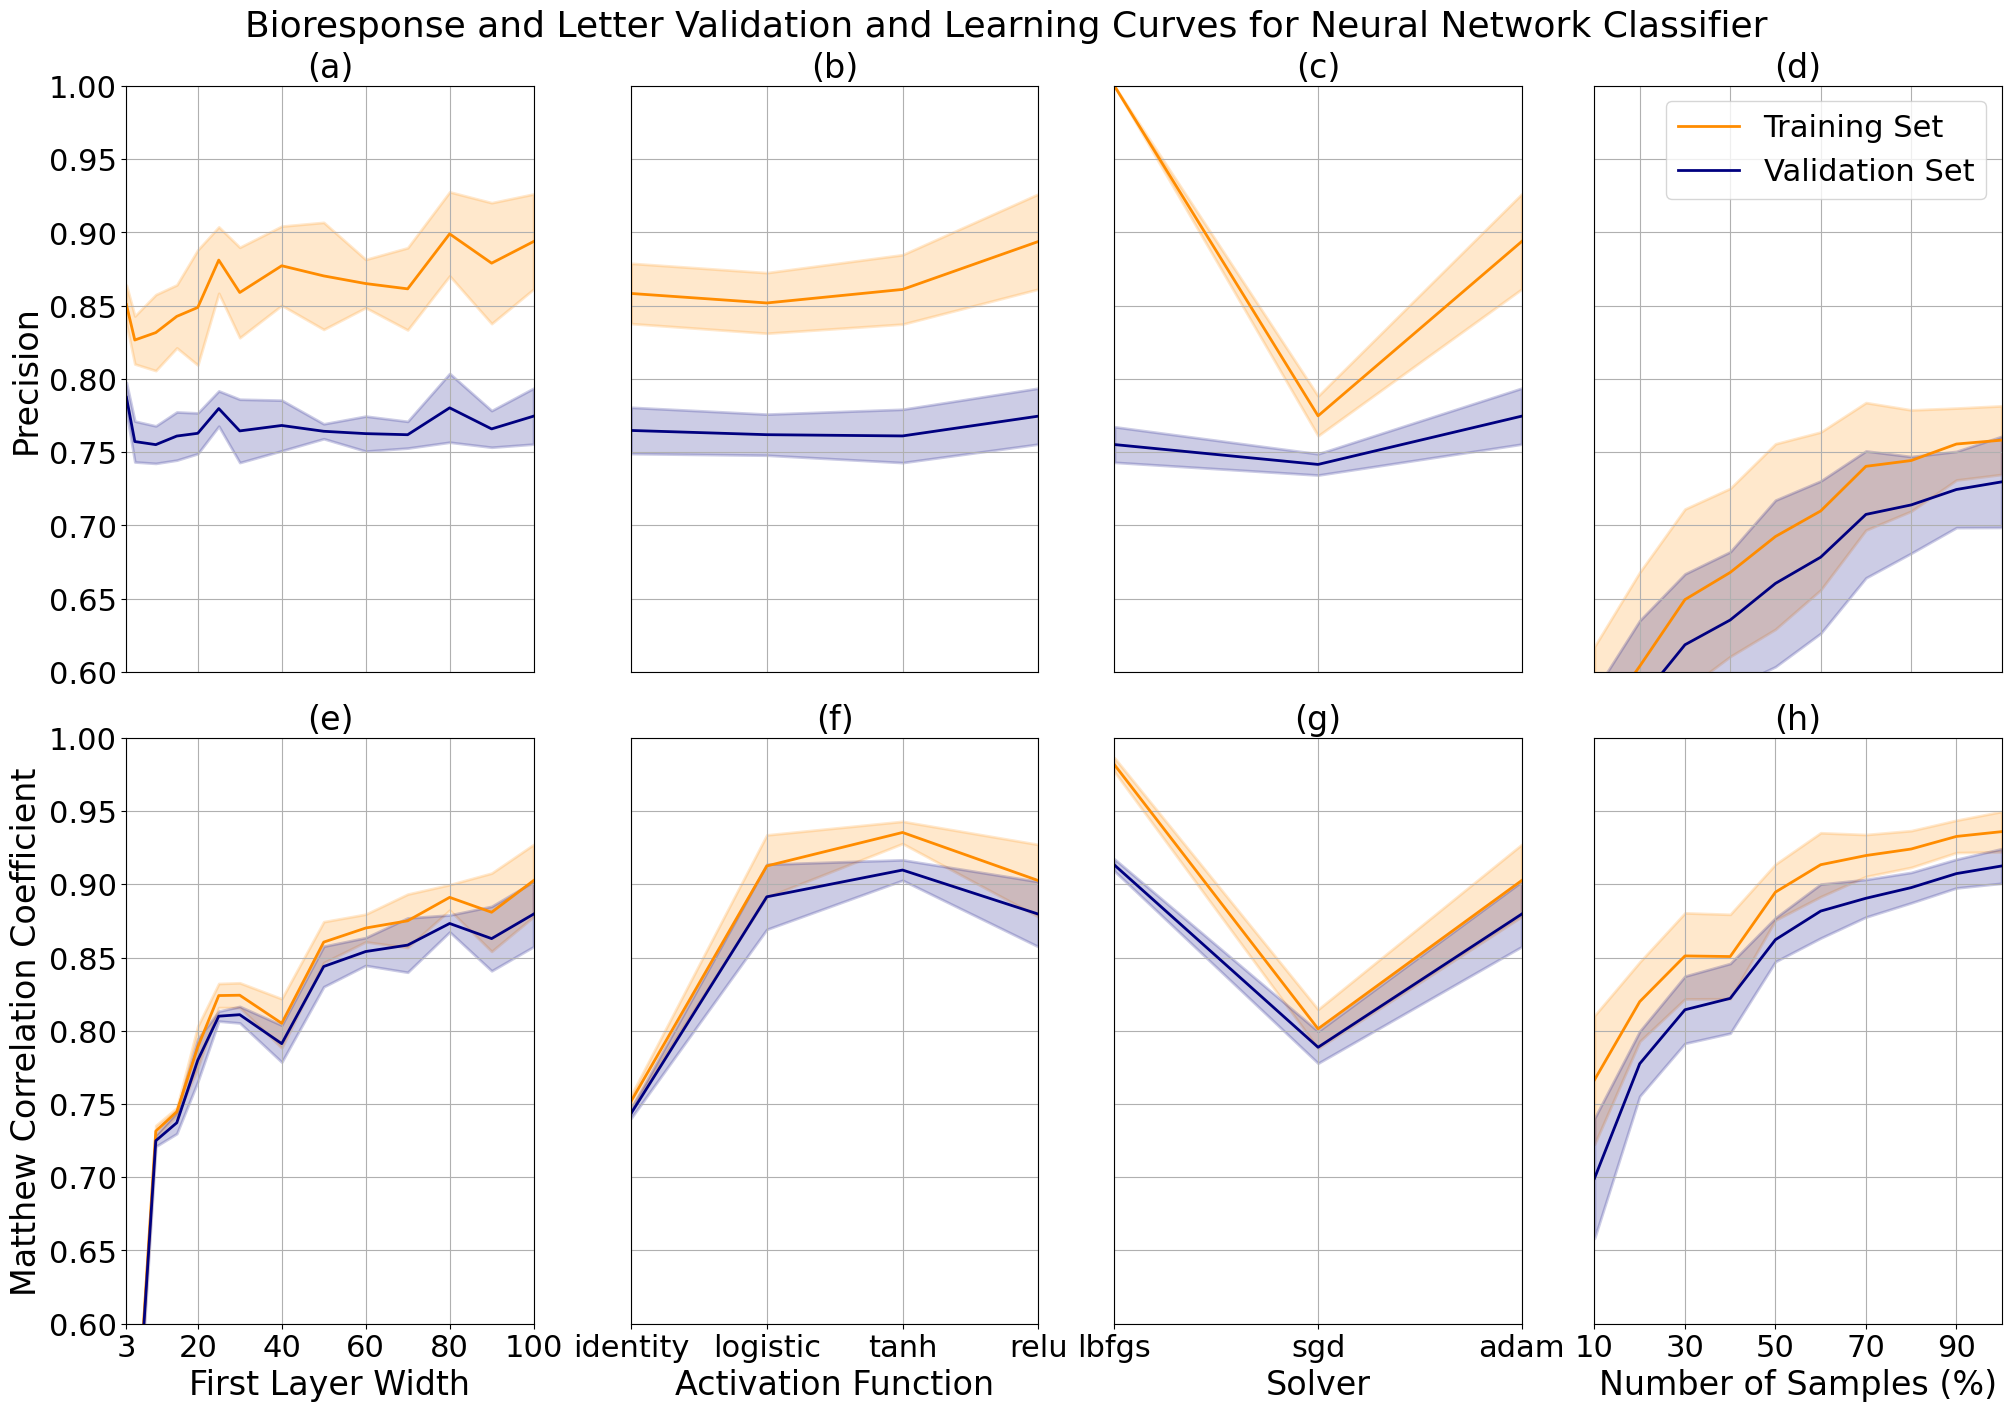 Bioresponse and Letter Validation and Learning Curves for Neural Network Classifier
(a)
(b)
(c)
(d)
1.00
0.95
0.90
0.85
0.80
0.75
0.70
0.65
0.60
Precision
Training Set
Validation Set
(e)
(f)
(g)
(h)
1.00
0.95
0.90
0.85
0.80
0.75
0.70
0.65
0.60
Matthew Correlation Coefficient
3 20 40 60 80 100
identity logistic tanh relu
lbfgs sgd adam
10 30 50 70 90
First Layer Width
Activation Function
Solver
Number of Samples (%)